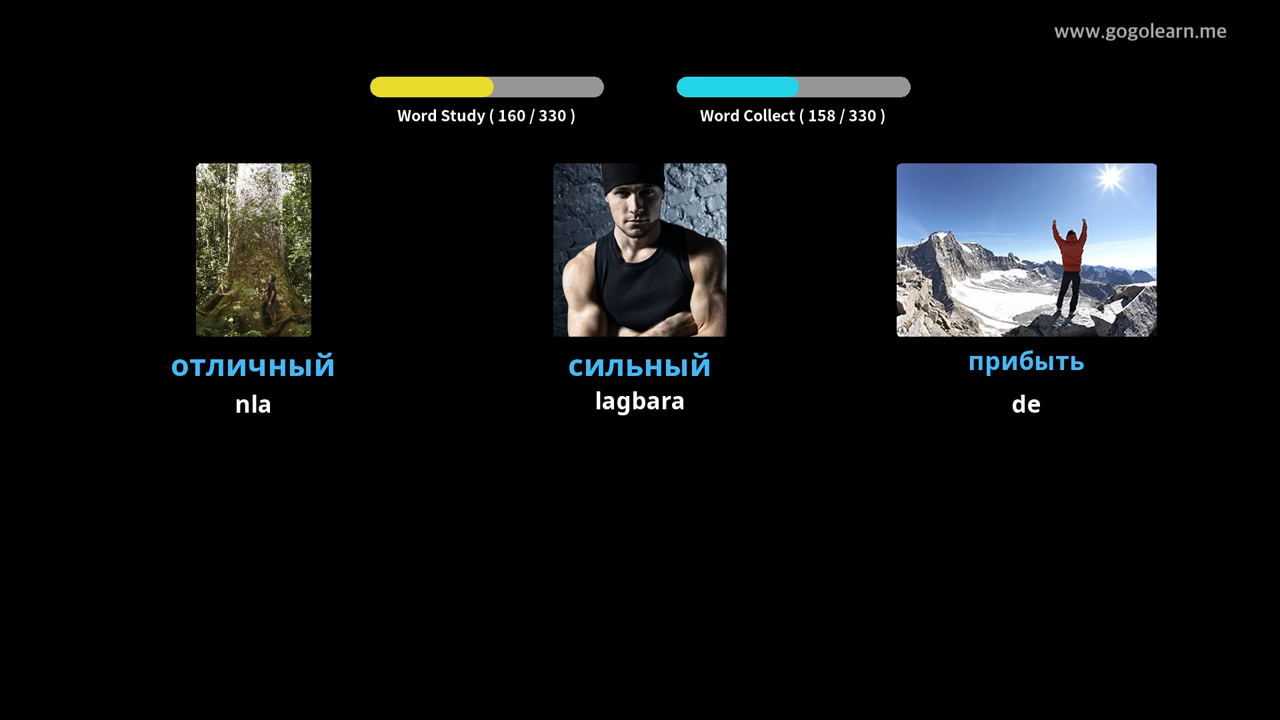 www.gogolearn.me
Word Study ( 160 / 330 )
Word Collect ( 158 / 330 )
отличный
сильный
прибыть
nla
lagbara
de